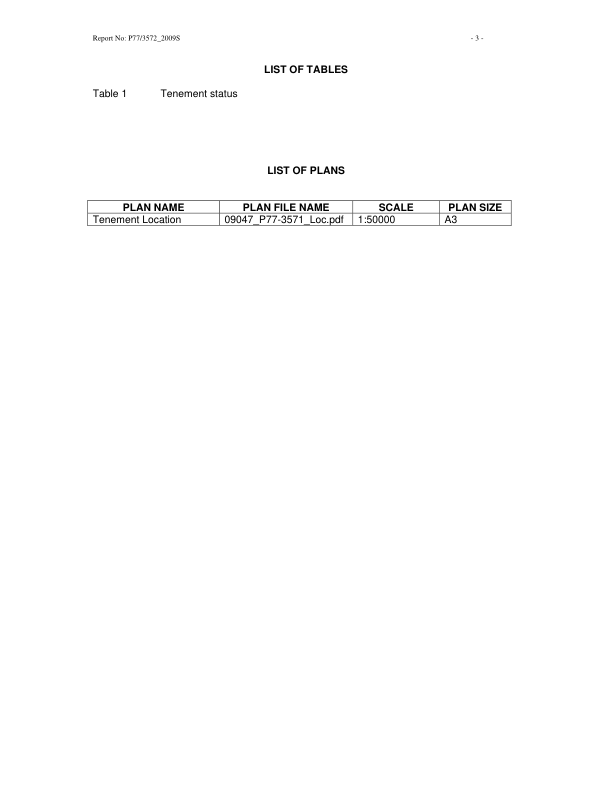 Report No: P77/3572_2009S - 3 -
LIST OF TABLES
Table 1 Tenement status
LIST OF PLANS
PLAN NAME PLAN FILE NAME SCALE PLAN SIZE
Tenement Location 09047_P77-3571_Loc.pdf 1:50000 A3